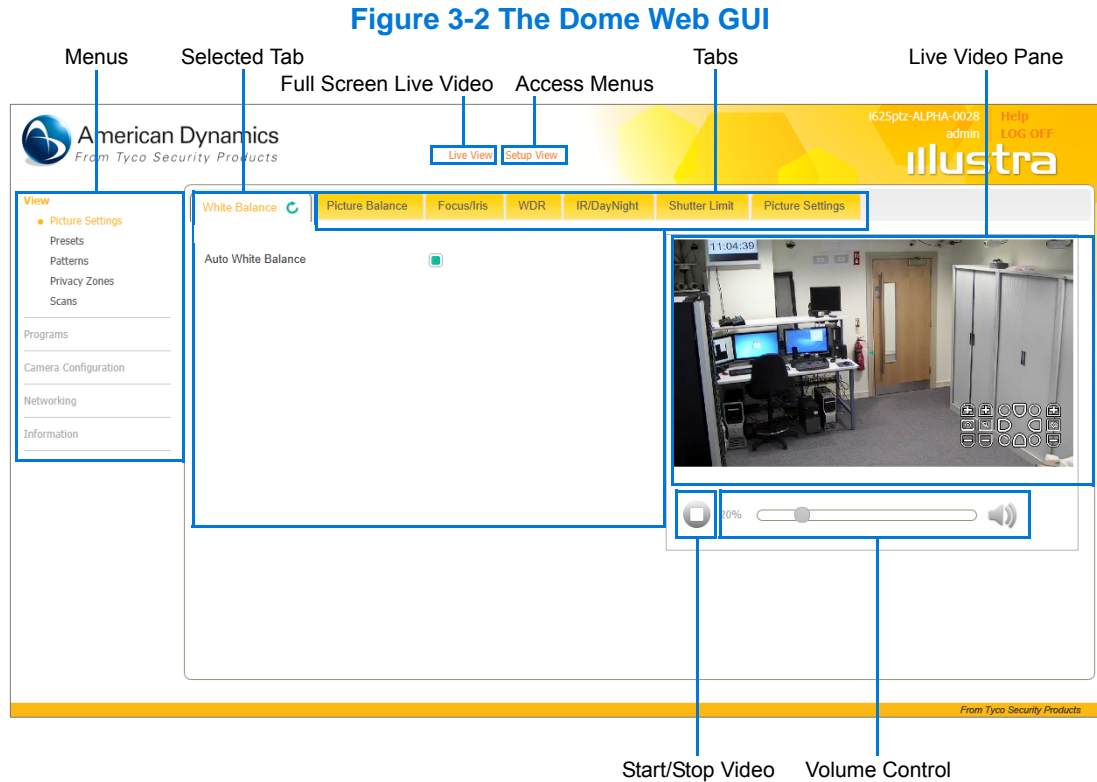 Figure 3-2 The Dome Web GUI
Menus
Selected Tab
Tabs
Live Video Pane
Full Screen Live Video
Access Menus
American Dynamics
From Tyco Security Products
Live View
Setup View
i625ptz-ALPHA-0028
Help
admin
LOG OFF
illustra
View
Picture Settings
Presets
Patterns
Privacy Zones
Scans
Programs
Camera Configuration
Networking
Information
White Balance
Picture Balance
Focus/Iris
WDR
IR/DayNight
Shutter Limit
Picture Settings
Auto White Balance
11:04:39
20%
From Tyco Security Products
Start/Stop Video
Volume Control